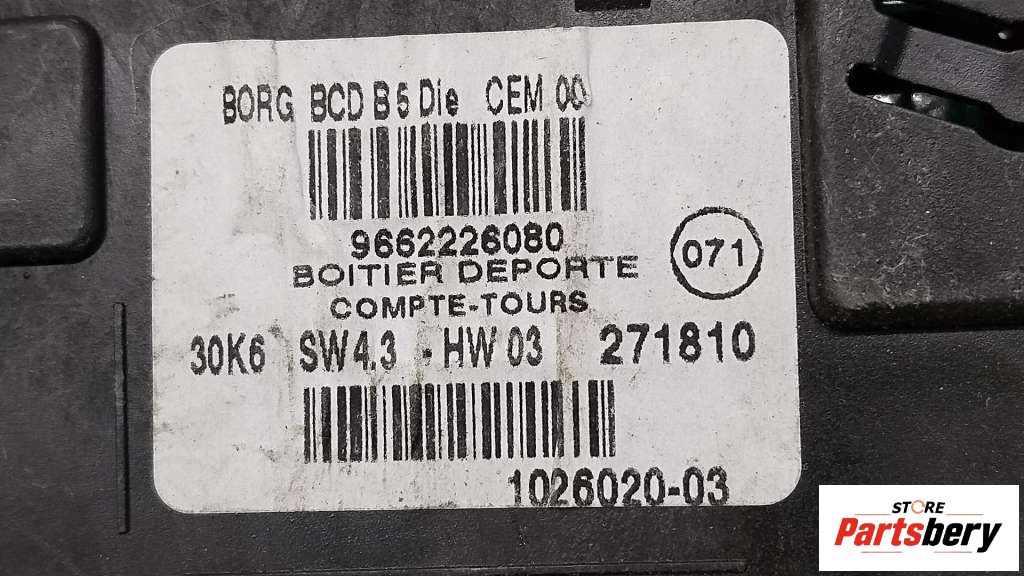 BORG BCD B5 Die CEM 00
9662226080
BOITIER DEPORTE
COMPTE-TOURS
071
30K6 SW4.3 - HW 03 271810
1026020-03
STORE
Partsbery